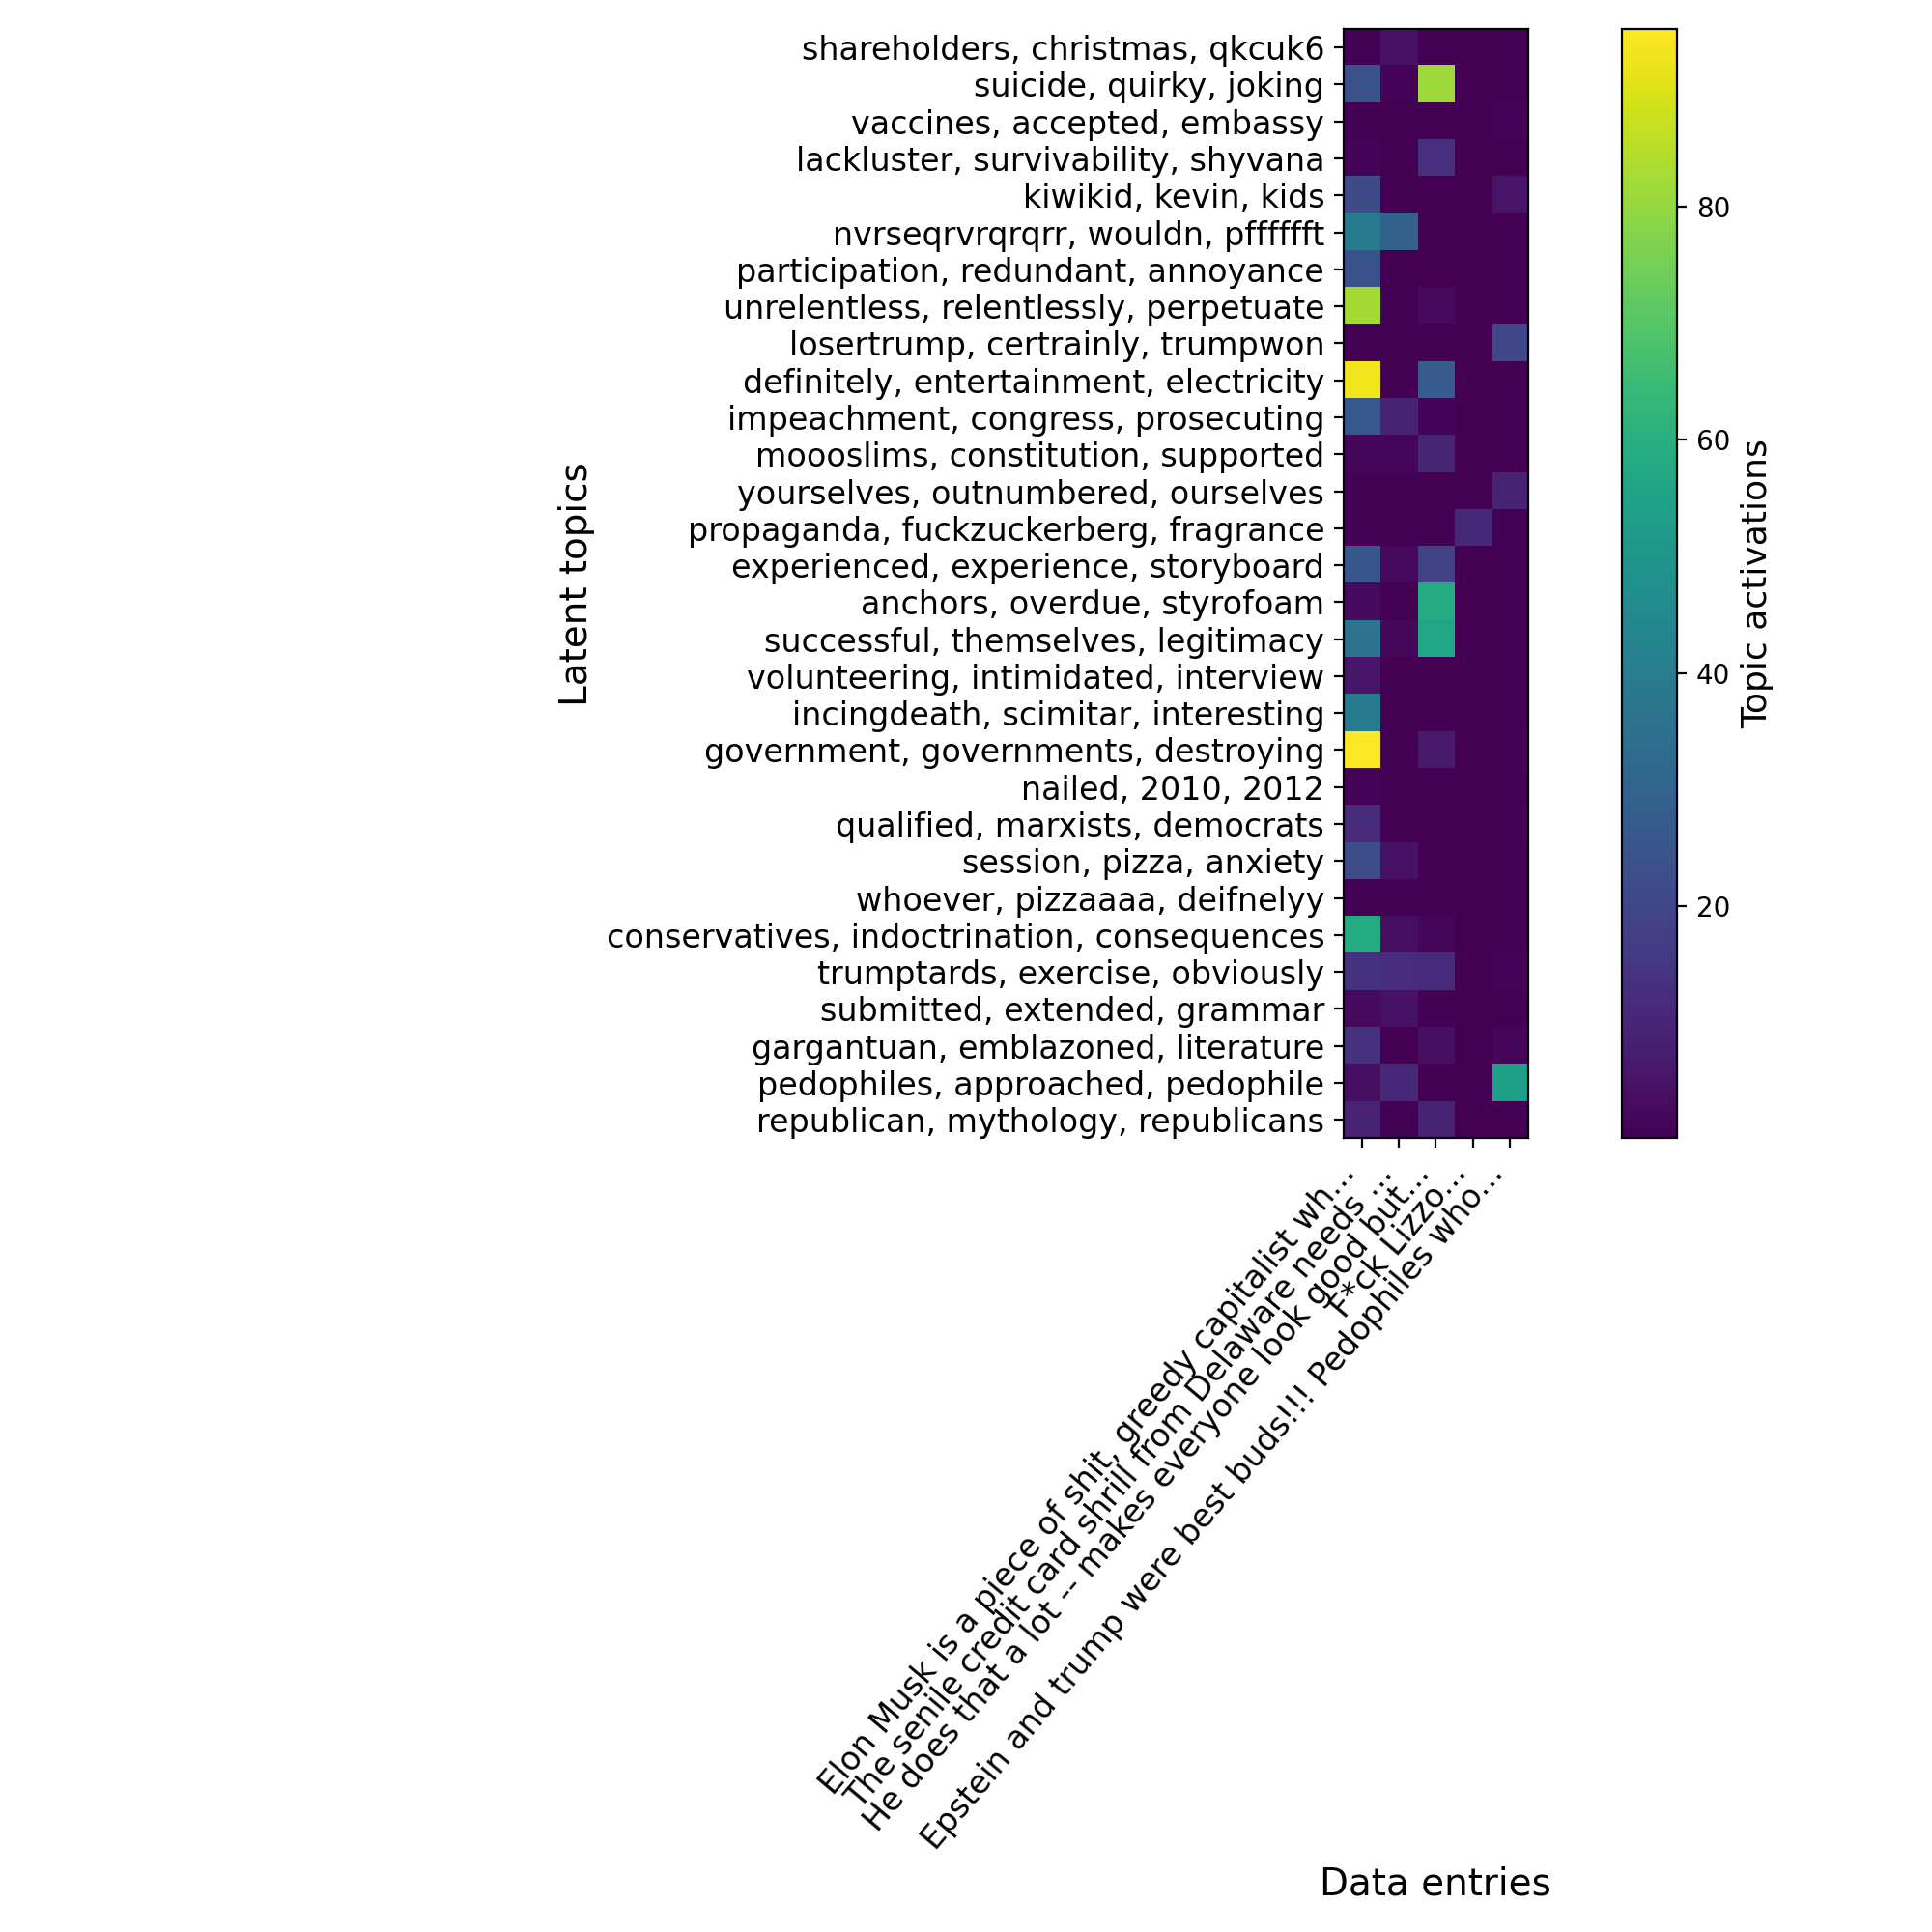 shareholders, christmas, qkcuk6
suicide, quirky, joking
vaccines, accepted, embassy
lackluster, survivability, shyvana
kiwikid, kevin, kids
nvrseqrvrqrqrr, wouldn, pfffffft
participation, redundant, annoyance
unrelentless, relentlessly, perpetuate
losertrump, certrainly, trumpwon
definitely, entertainment, electricity
impeachment, congress, prosecuting
moooslims, constitution, supported
yourselves, outnumbered, ourselves
propaganda, fuckzuckerberg, fragrance
experienced, experience, storyboard
anchors, overdue, styrofoam
successful, themselves, legitimacy
volunteering, intimidated, interview
incingdeath, scimitar, interesting
government, governments, destroying
nailed, 2010, 2012
qualified, marxists, democrats
session, pizza, anxiety
whoever, pizzaaaa, deifnelyy
conservatives, indoctrination, consequences
trumptards, exercise, obviously
submitted, extended, grammar
gargantuan, emblazoned, literature
pedophiles, approached, pedophile
republican, mythology, republicans
Latent topics
80
60
40
20
Topic activations
Elon Musk is a piece of shit, greedy capitalist wh...
The senile credit card shrill from Delaware needs ...
He does that a lot -- makes everyone look good but...
F*ck Lizzo...
Epstein and trump were best buds!!! Pedophiles who...
Data entries